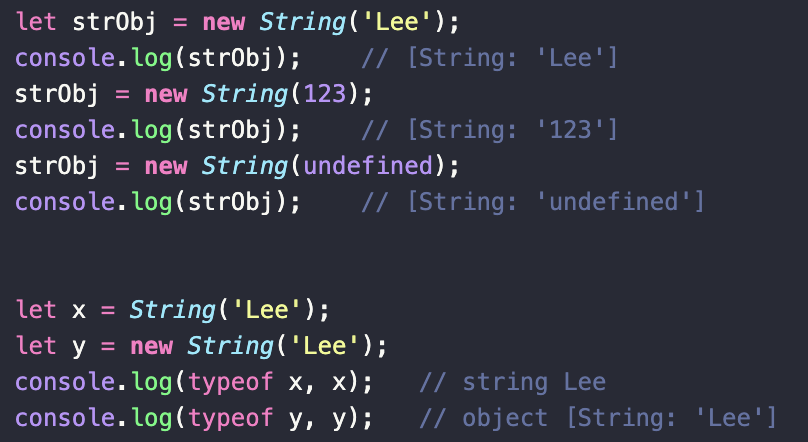 let strObj = new String('Lee');
console.log(strObj);    // [String: 'Lee']
strObj = new String(123);
console.log(strObj);    // [String: '123']
strObj = new String(undefined);
console.log(strObj);    // [String: 'undefined']
let x = String('Lee');
let y = new String('Lee');
console.log(typeof x, x);   // string Lee
console.log(typeof y, y);   // object [String: 'Lee']